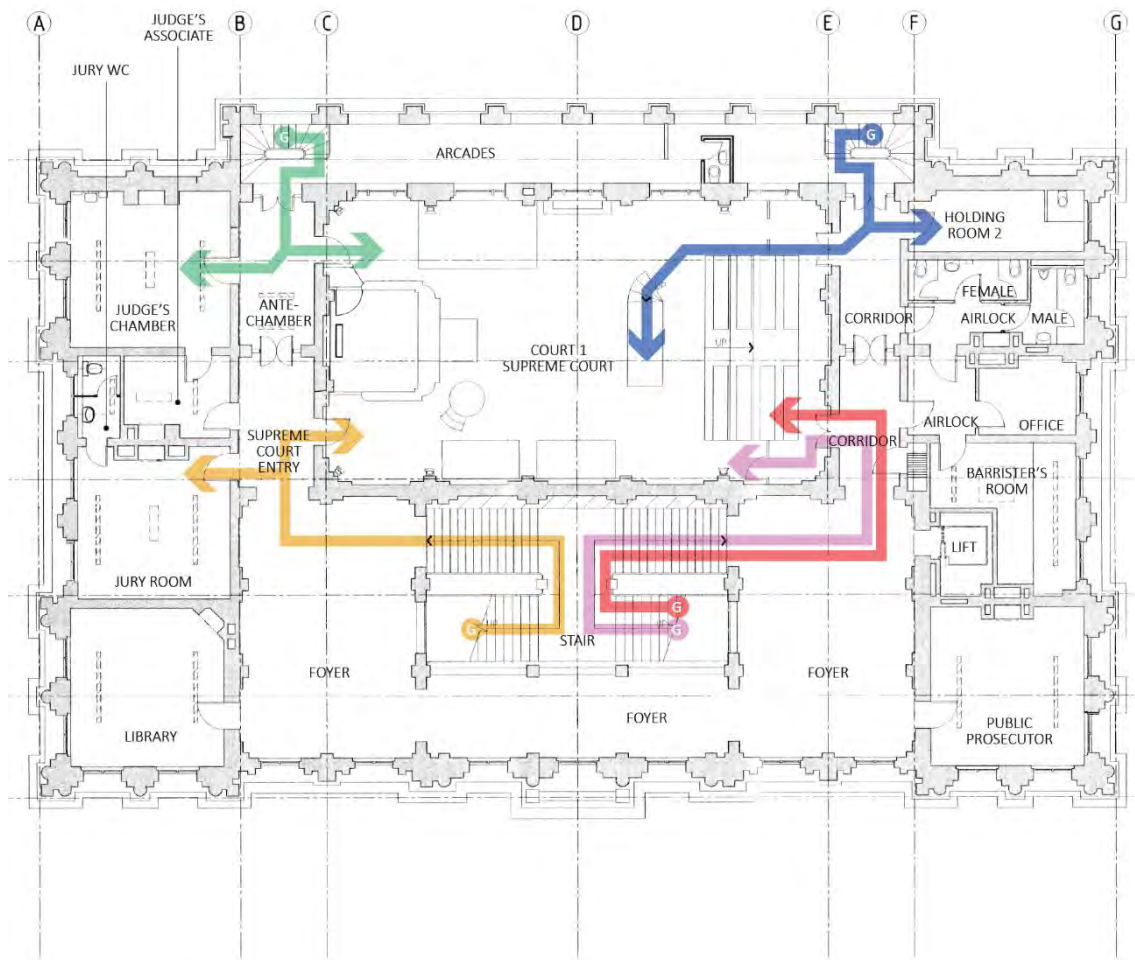 A
B
C
D
E
F
G
JUDGE'S
ASSOCIATE
JURY WC
G
G
ARCADES
HOLDING
ROOM 2
FEMALE
JUDGE'S
CHAMBER
ANTE-
CHAMBER
CORRIDOR
AIRLOCK
MALE
COURT 1
SUPREME COURT
UP
SUPREME
COURT
ENTRY
CORRIDOR
AIRLOCK
OFFICE
BARRISTER'S
ROOM
LIFT
JURY ROOM
G
G
G
UP
STAIR
FOYER
FOYER
FOYER
LIBRARY
PUBLIC
PROSECUTOR